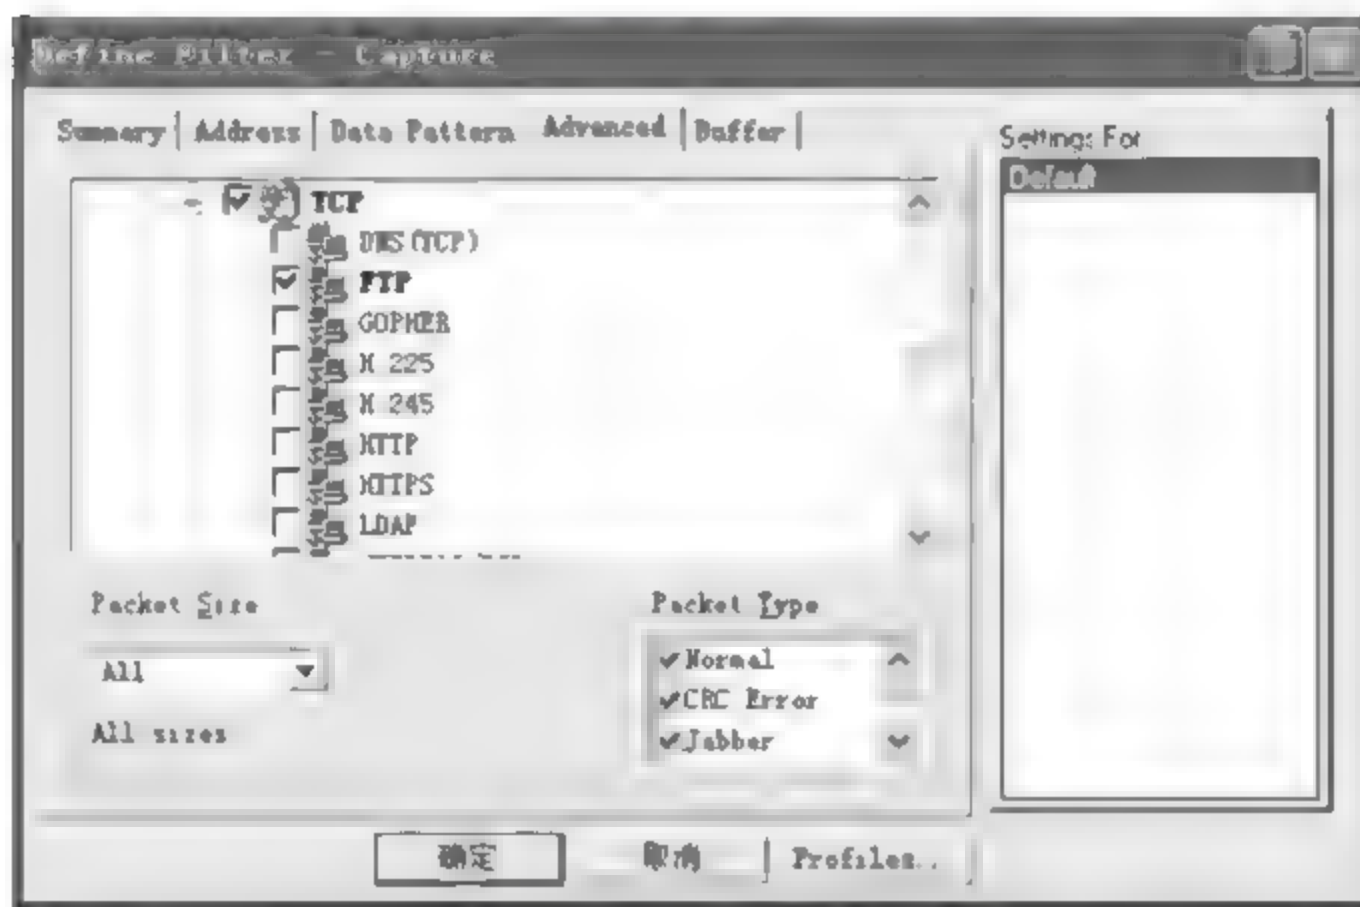 Define Filter - Capture
Summary Address Data Pattern Advanced Buffer
Settings For
Default
TCP
DNS(TCP)
FTP
GOPHER
H 225
H 245
HTTP
HTTPS
LDAP
Packet Size
Packet Type
All
Normal
CRC Error
All sizes
Jabber
确定 取消 Profiles..